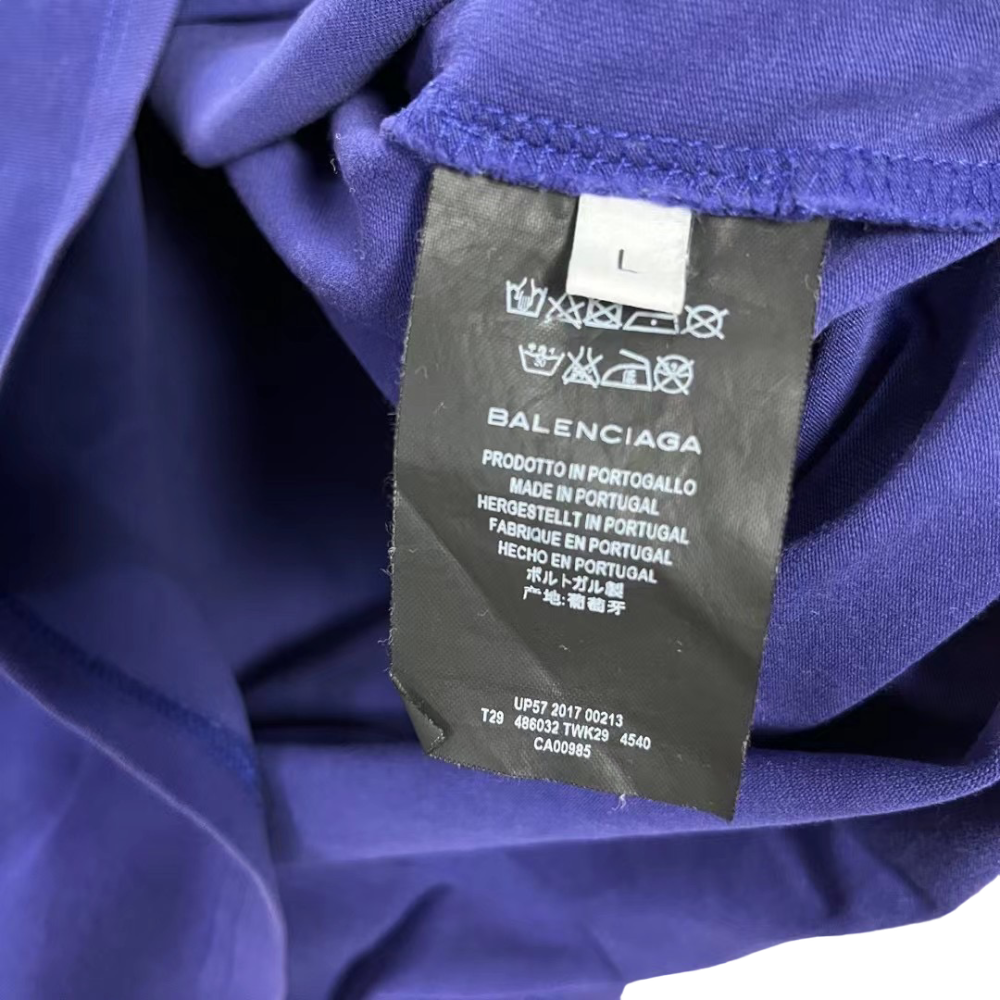 L
BALENCIAGA
PRODOTTO IN PORTOGALLO
MADE IN PORTUGAL
HERGESTELLT IN PORTUGAL
FABRIQUE EN PORTUGAL
HECHO EN PORTUGAL
ポルトガル製
产地:葡萄牙
UP57 2017 00213
T29 486032 TWK29 4540
CA00985